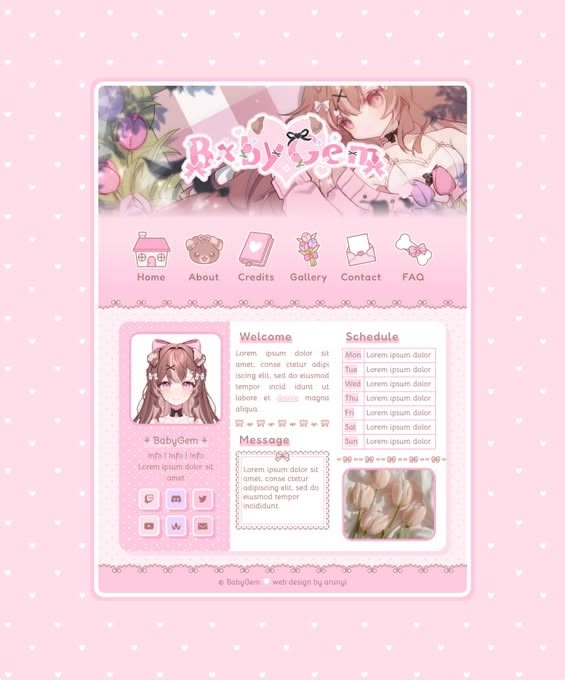 BabyGem
Home
About
Credits
Gallery
Contact
FAQ
BabyGem
Info | Info | Info
Lorem ipsum dolor sit
amet
Welcome
Lorem ipsum dolor sit
amet, conse ctetur adipi
iscing elit, sed do eiusmod
tempor incid idunt ut
labore et dolore magna
aliqua.
Message
Lorem ipsum dolor sit
amet, conse ctetur
adipiscing elit, sed do
eiusmod tempor
incididunt.
Schedule
Mon Lorem ipsum dolor
Tue Lorem ipsum dolor
Wed Lorem ipsum dolor
Thu Lorem ipsum dolor
Fri Lorem ipsum dolor
Sat Lorem ipsum dolor
Sun Lorem ipsum dolor
© BabyGem 🤍 web design by arunyi